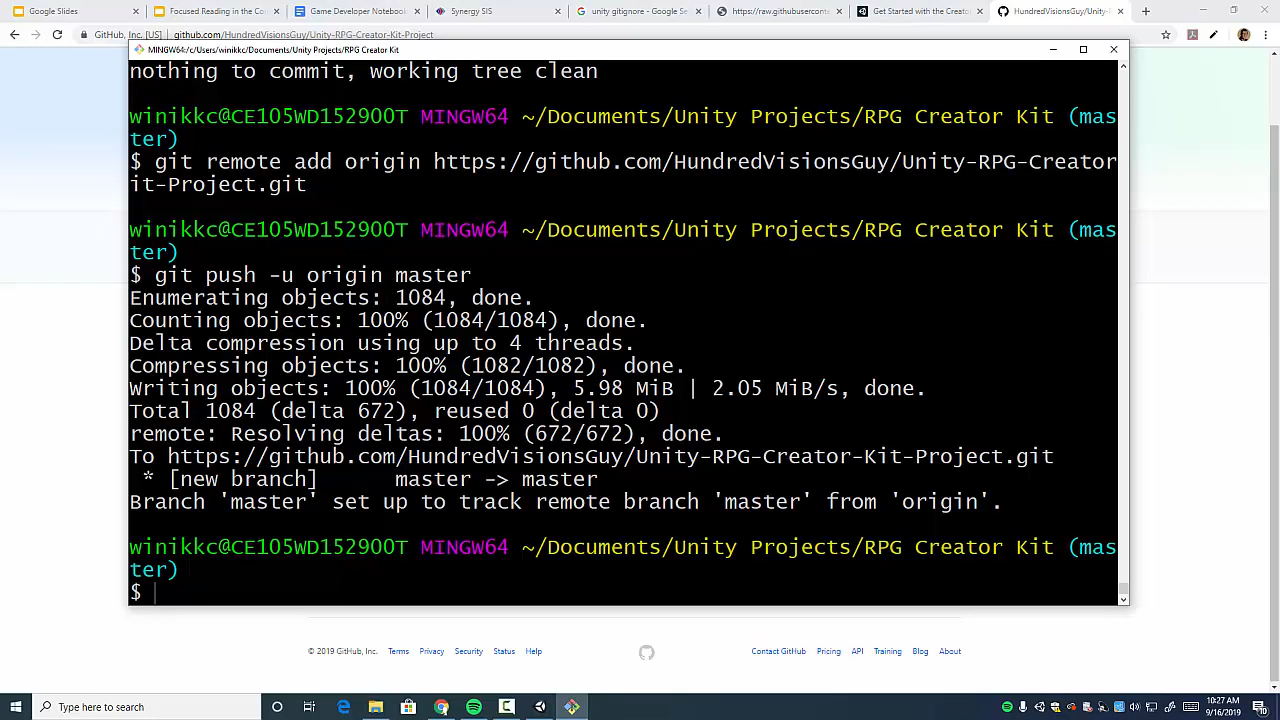 Google Slides
Focused Reading in the Co
Game Developer Notebook
Synergy SIS
unity gitignore - Google Se
https://raw.githubuserconte
Get Started with the Creato
HundredVisionsGuy/Unity-R
GitHub, Inc. [US] github.com/HundredVisionsGuy/Unity-RPG-Creator-Kit-Project
MINGW64:/c/Users/winikkc/Documents/Unity Projects/RPG Creator Kit
nothing to commit, working tree clean
winikkc@CE105WD152900T MINGW64 ~/Documents/Unity Projects/RPG Creator Kit (mas
ter)
$ git remote add origin https://github.com/HundredVisionsGuy/Unity-RPG-Creator
it-Project.git
winikkc@CE105WD152900T MINGW64 ~/Documents/Unity Projects/RPG Creator Kit (mas
ter)
$ git push -u origin master
Enumerating objects: 1084, done.
Counting objects: 100% (1084/1084), done.
Delta compression using up to 4 threads.
Compressing objects: 100% (1082/1082), done.
Writing objects: 100% (1084/1084), 5.98 MiB | 2.05 MiB/s, done.
Total 1084 (delta 672), reused 0 (delta 0)
remote: Resolving deltas: 100% (672/672), done.
To https://github.com/HundredVisionsGuy/Unity-RPG-Creator-Kit-Project.git
* [new branch] master -> master
Branch 'master' set up to track remote branch 'master' from 'origin'.
winikkc@CE105WD152900T MINGW64 ~/Documents/Unity Projects/RPG Creator Kit (mas
ter)
$
© 2019 GitHub, Inc. Terms Privacy Security Status Help Contact GitHub Pricing API Training Blog About
Type here to search
10:27 AM
9/16/2019